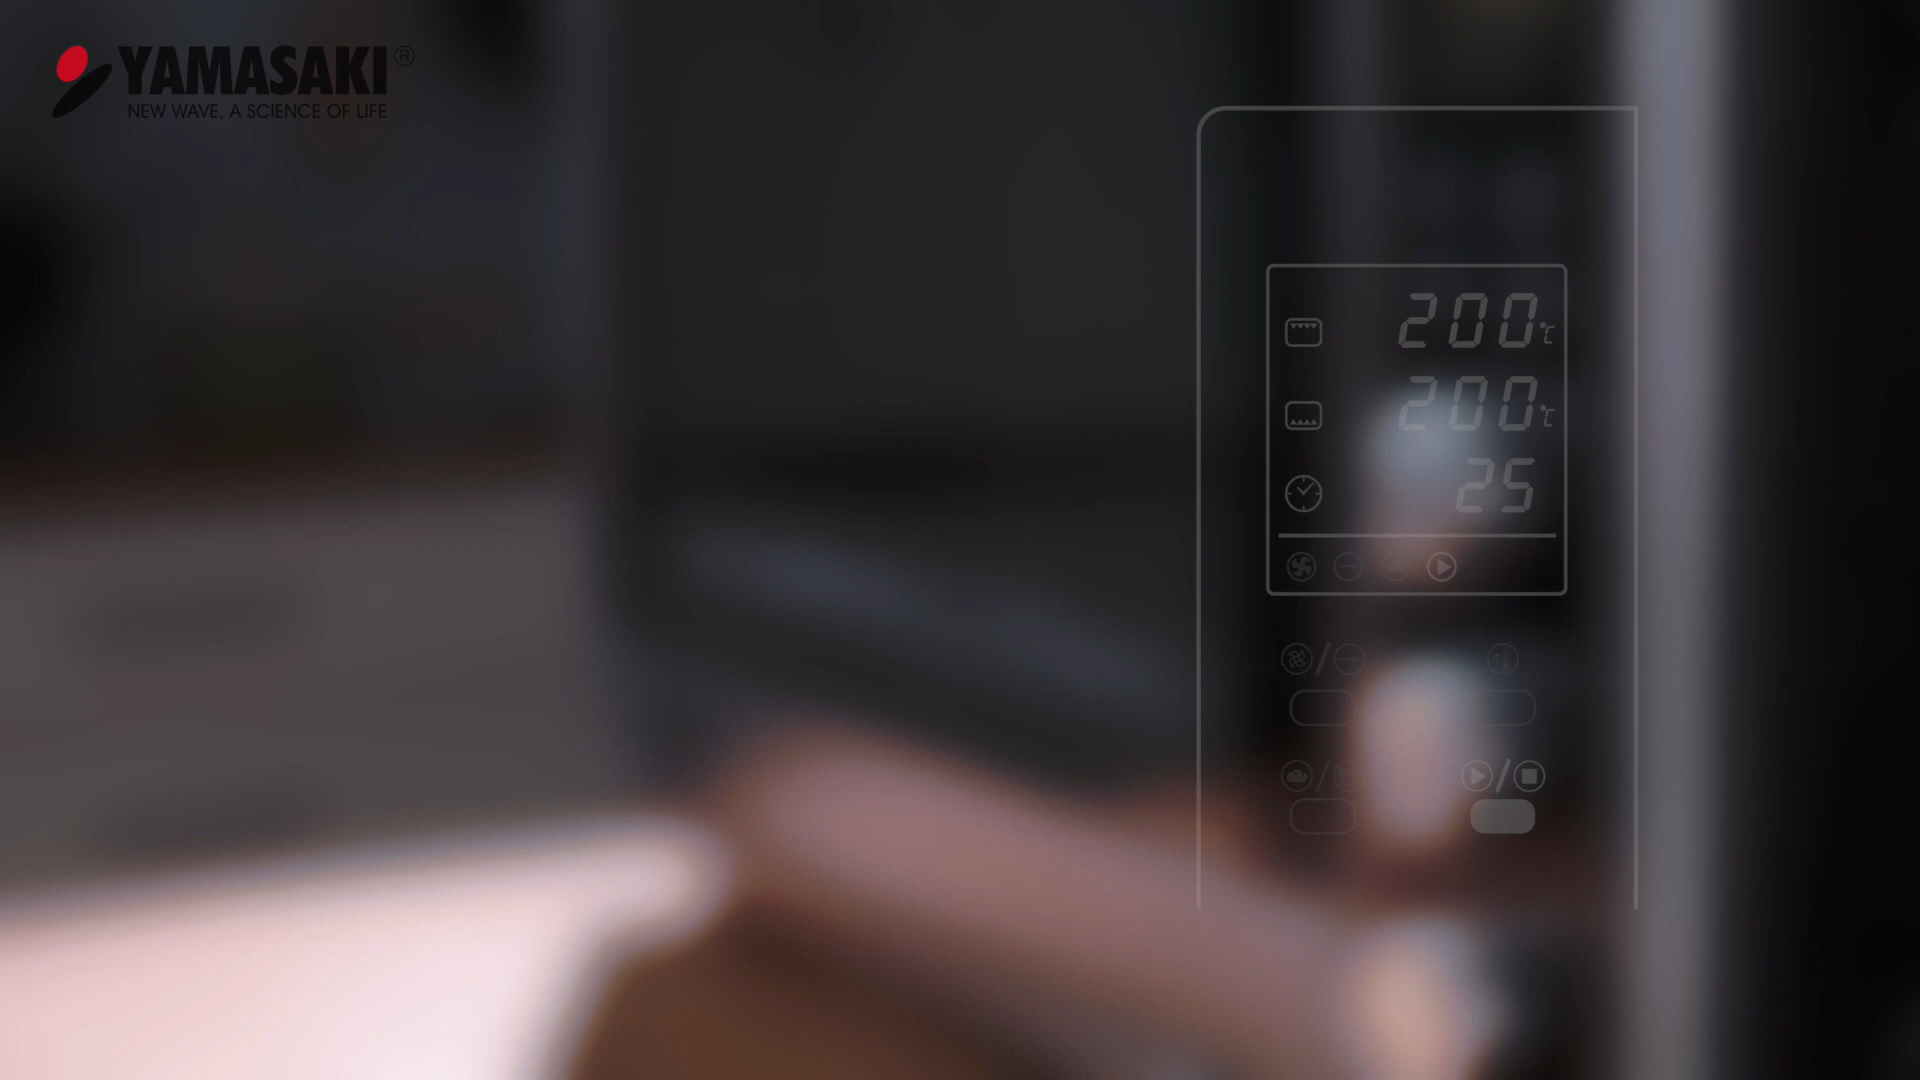 YAMASAKI®
NEW WAVE, A SCIENCE OF LIFE
200°C
200°C
25